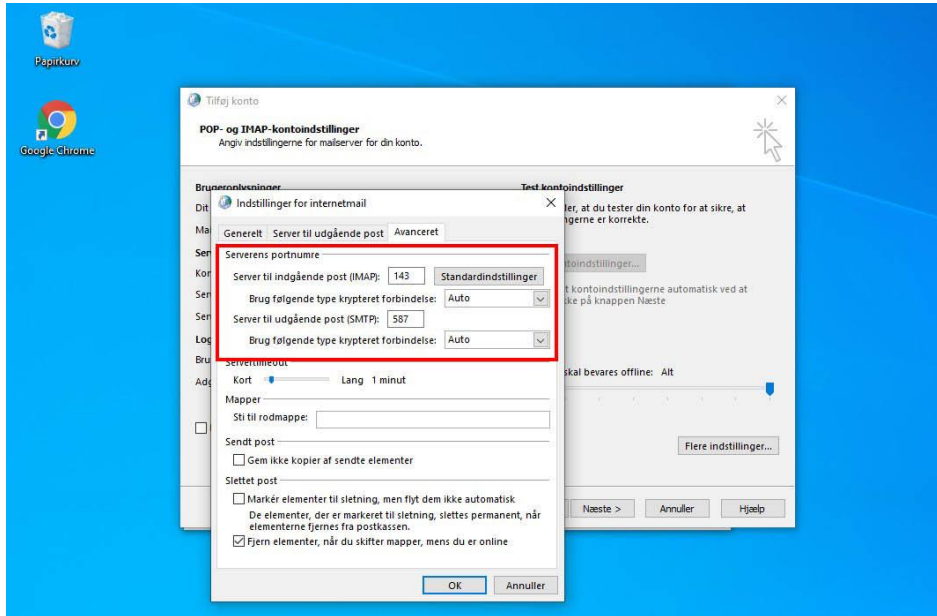 Papirkurv
Google Chrome
Tilføj konto
POP- og IMAP-kontoindstillinger
Angiv indstillingerne for mailserver for din konto.
Brugeroplysninger
Test kontoindstillinger
Dit
at du tester din konto for at sikre, at
er korrekte.
Indstillinger for internetmail
Generelt
Server til udgående post
Avanceret
Serverens portnumre
Server til indgående post (IMAP): 143 Standardindstillinger
Brug følgende type krypteret forbindelse: Auto
Server til udgående post (SMTP): 587
Brug følgende type krypteret forbindelse: Auto
kontoindstillingerne automatisk ved at
på knappen Næste
Servertimeout
Kort Lang 1 minut
skal bevares offline: Alt
Mapper
Sti til rodmappe:
Sendt post
Gem ikke kopier af sendte elementer
Slettet post
Markér elementer til sletning, men flyt dem ikke automatisk
De elementer, der er markeret til sletning, slettes permanent, når
elementerne fjernes fra postkassen.
Fjern elementer, når du skifter mapper, mens du er online
OK
Annuller
Flere indstillinger...
Næste >
Annuller
Hjælp